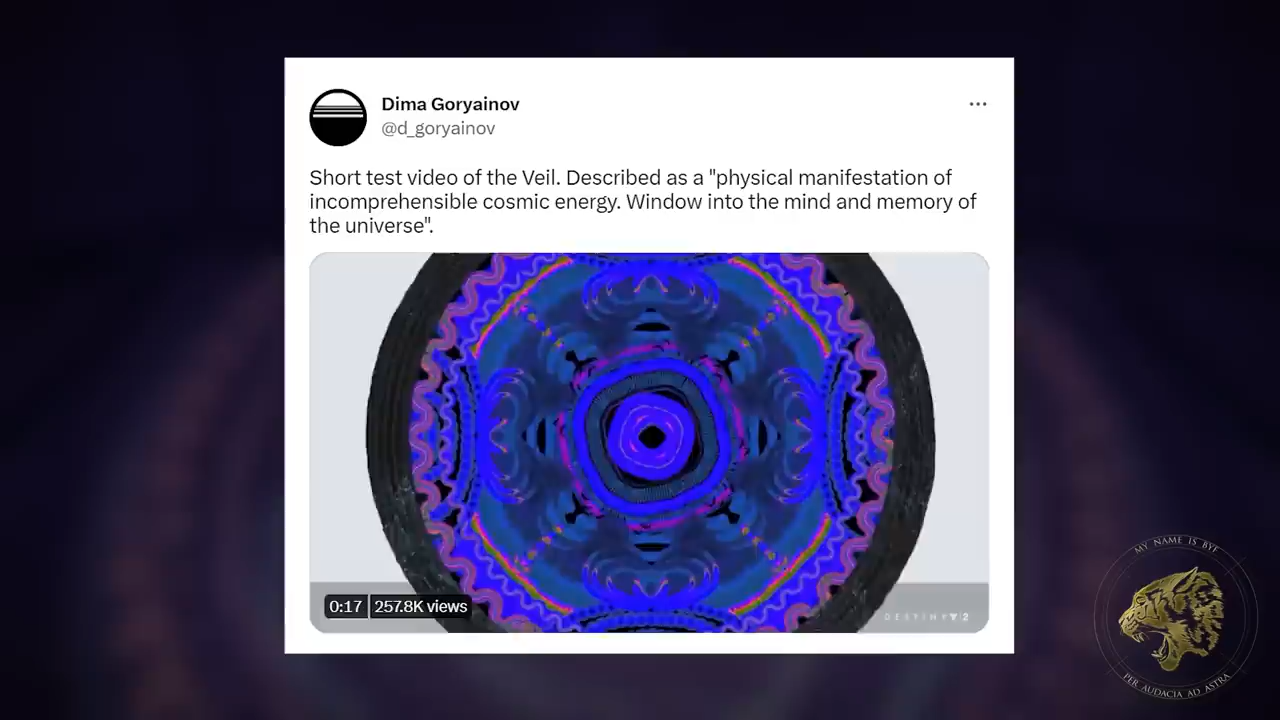 Dima Goryainov
@d_goryainov
Short test video of the Veil. Described as a "physical manifestation of
incomprehensible cosmic energy. Window into the mind and memory of
the universe".
0:17 257.8K views
DESTINY 2
MY NAME IS BYF
PER AUDACIA AD ASTRA